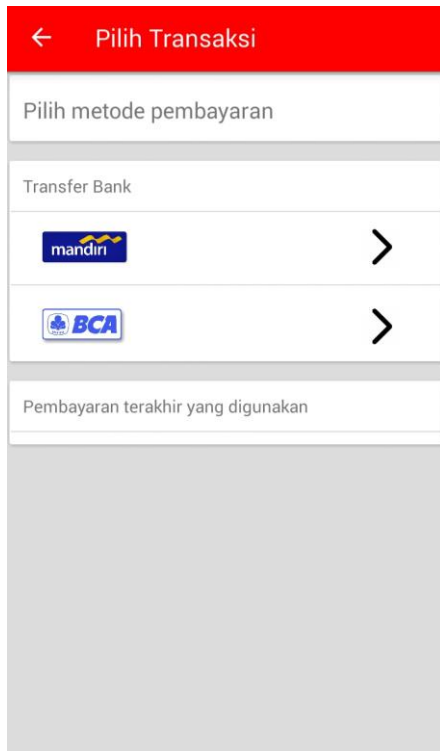 Pilih Transaksi
Pilih metode pembayaran
Transfer Bank
mandiri
BCA
Pembayaran terakhir yang digunakan